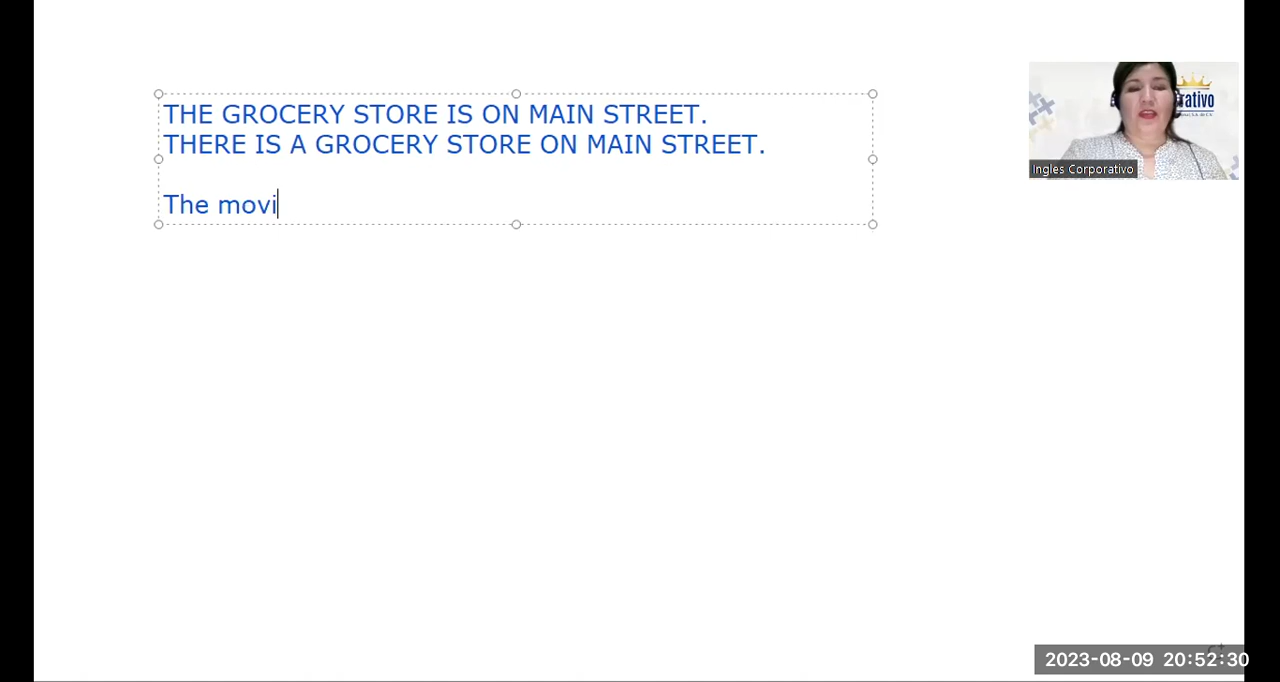 THE GROCERY STORE IS ON MAIN STREET.
THERE IS A GROCERY STORE ON MAIN STREET.
The movi
rativo
Ingles Corporativo
2023-08-09 20:52:30